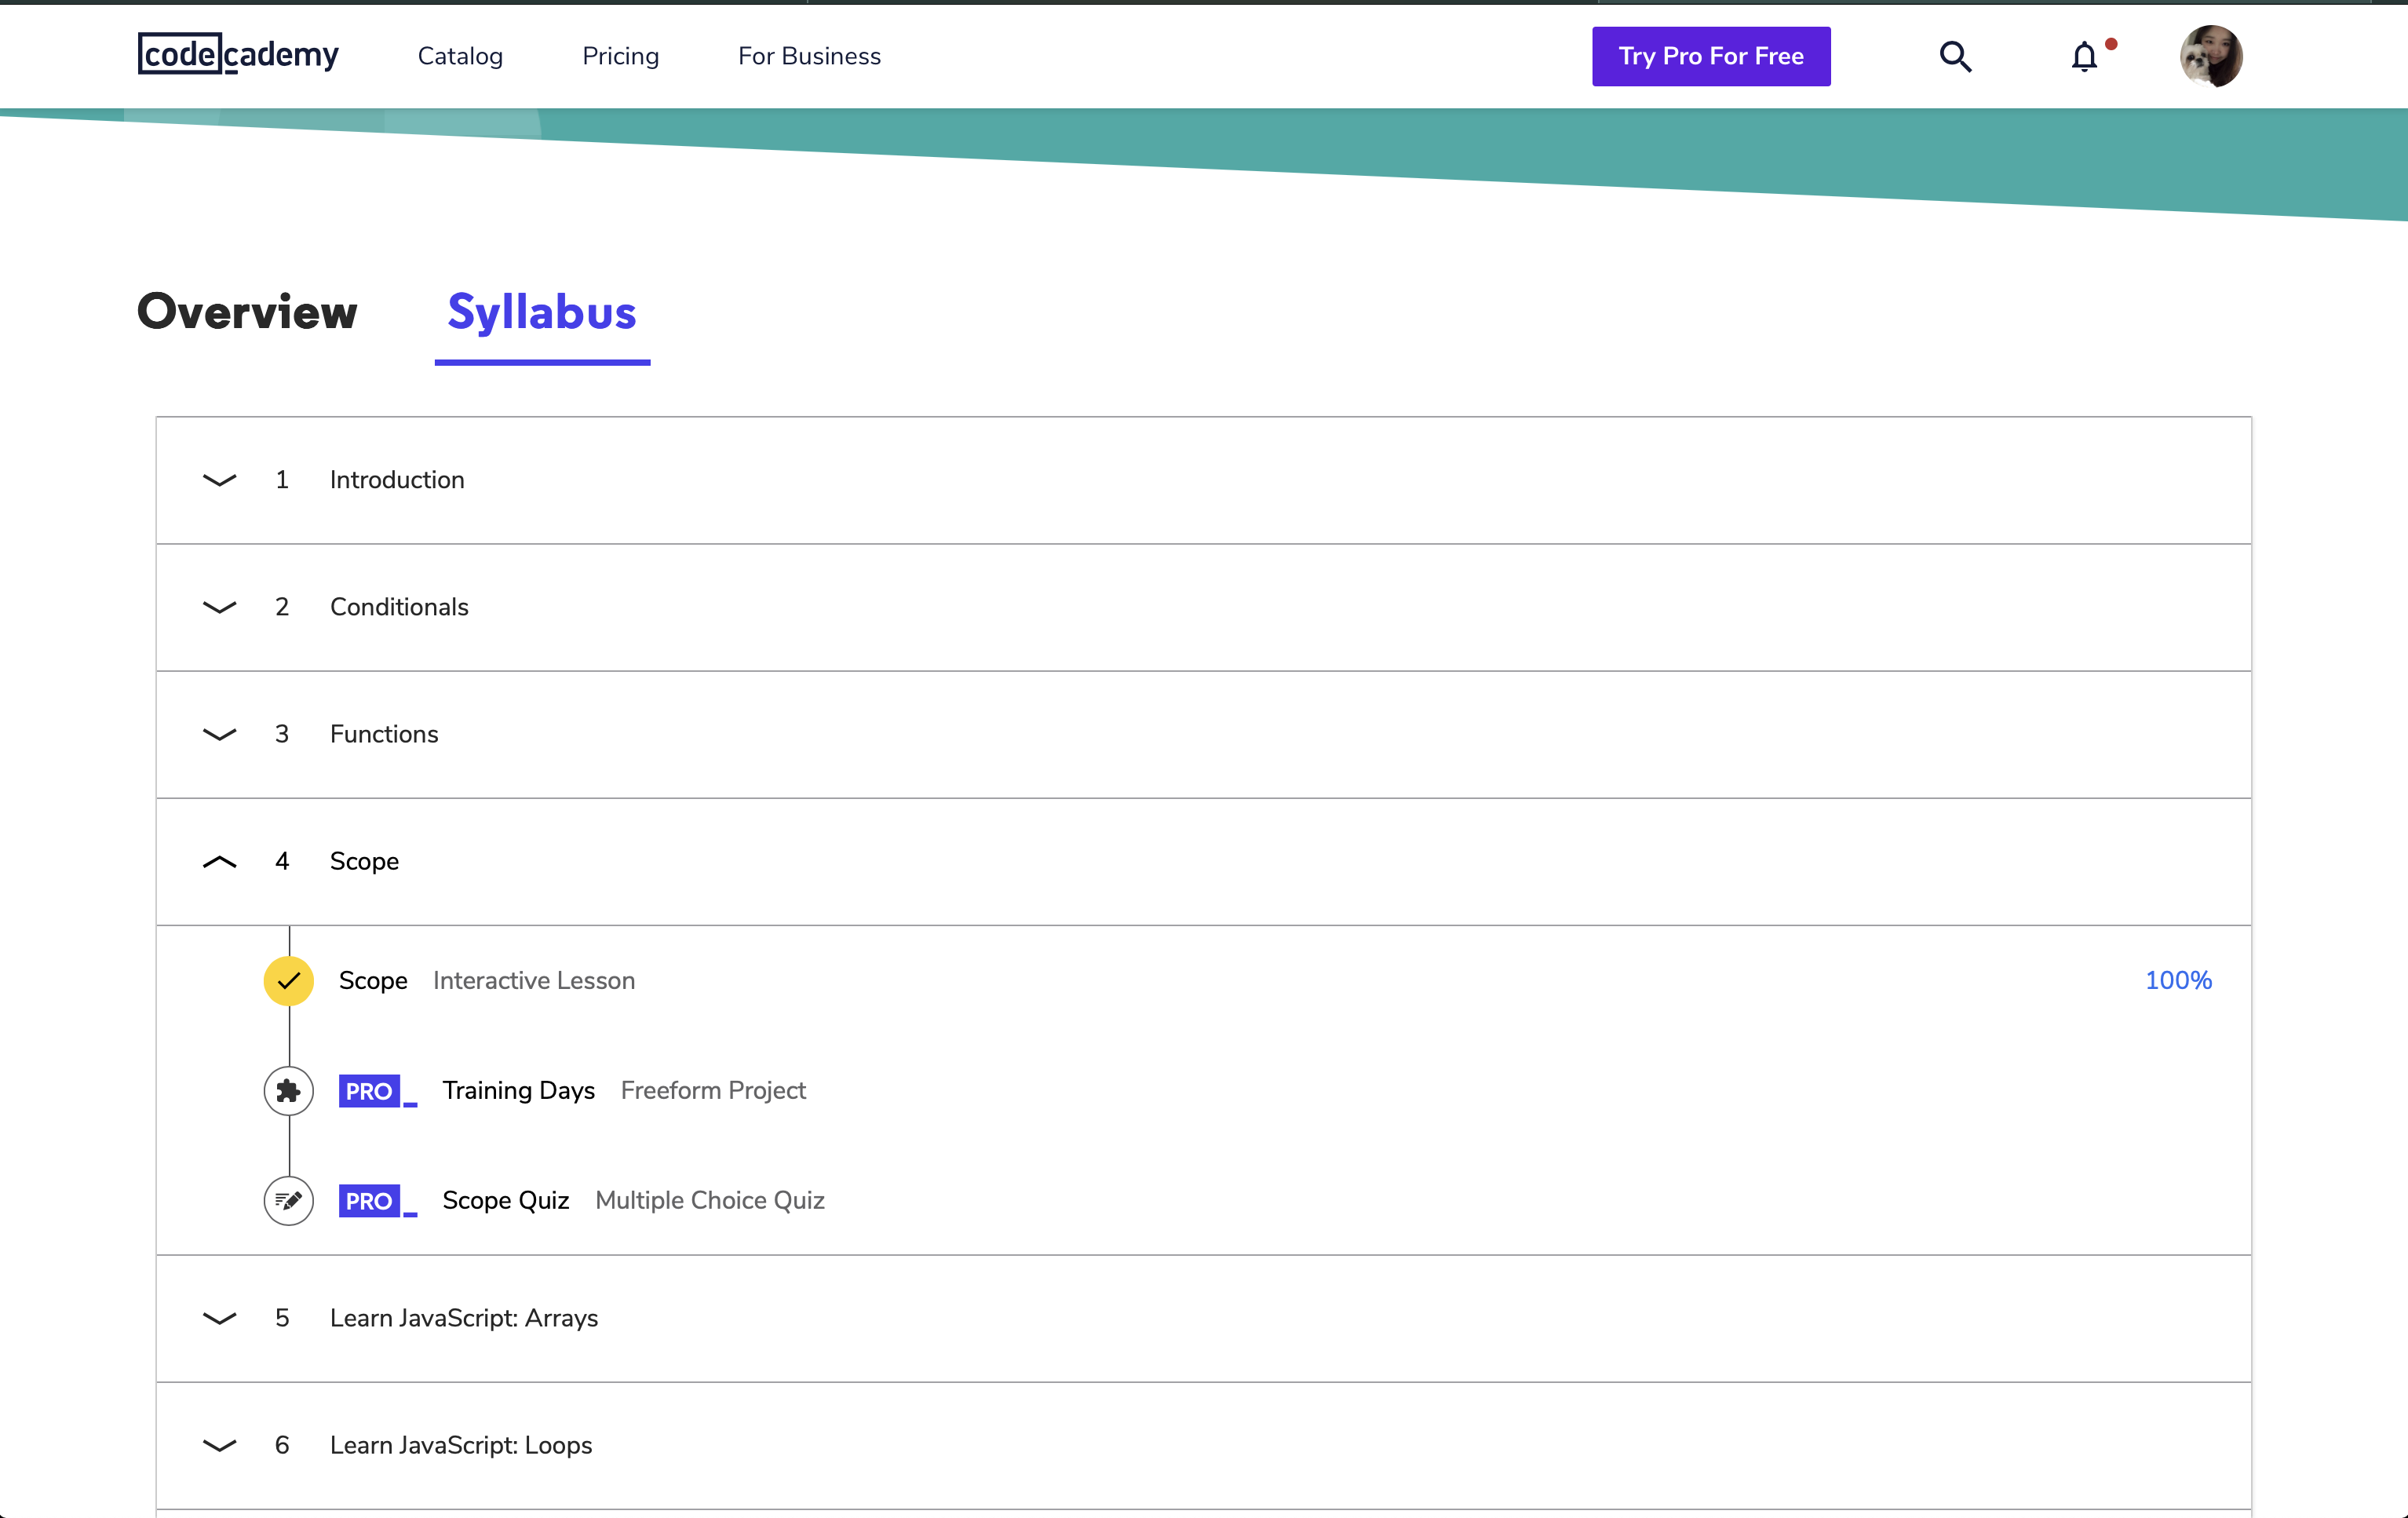 codecademy Catalog Pricing For Business Try Pro For Free
Overview Syllabus
1 Introduction
2 Conditionals
3 Functions
4 Scope
Scope Interactive Lesson 100%
PRO Training Days Freeform Project
PRO Scope Quiz Multiple Choice Quiz
5 Learn JavaScript: Arrays
6 Learn JavaScript: Loops